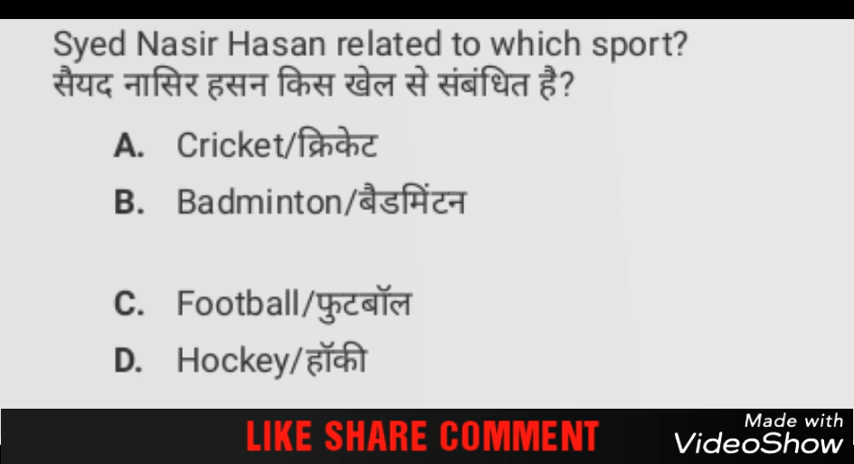 Syed Nasir Hasan related to which sport?
सैयद नासिर हसन किस खेल से संबंधित है?
A. Cricket/क्रिकेट
B. Badminton/बैडमिंटन
C. Football/फुटबॉल
D. Hockey/हॉकी
LIKE SHARE COMMENT
Made with
VideoShow